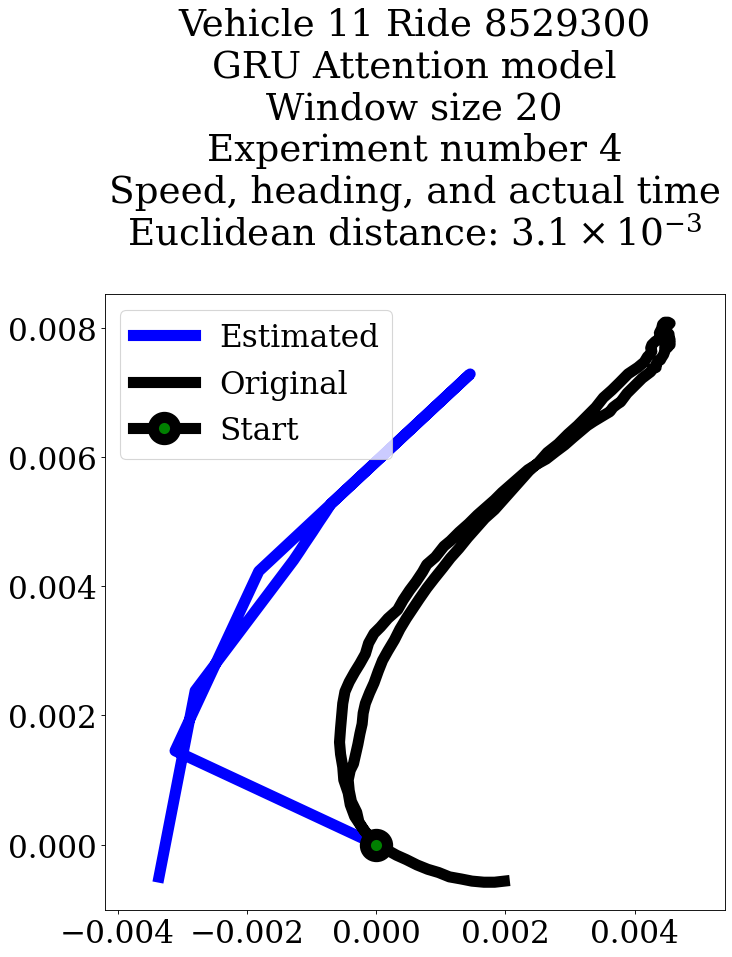 Vehicle 11 Ride 8529300
GRU Attention model
Window size 20
Experiment number 4
Speed, heading, and actual time
Euclidean distance: 3.1 × 10⁻³
Estimated
Original
Start
0.008
0.006
0.004
0.002
0.000
−0.004 −0.002 0.000 0.002 0.004